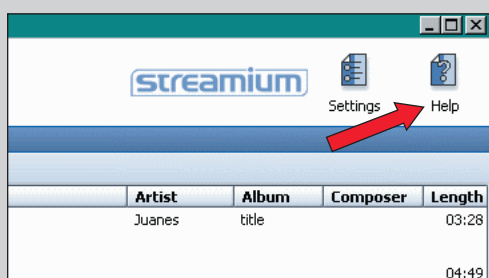 streamium
Settings Help
Artist Album Composer Length
Juanes title 03:28
04:49